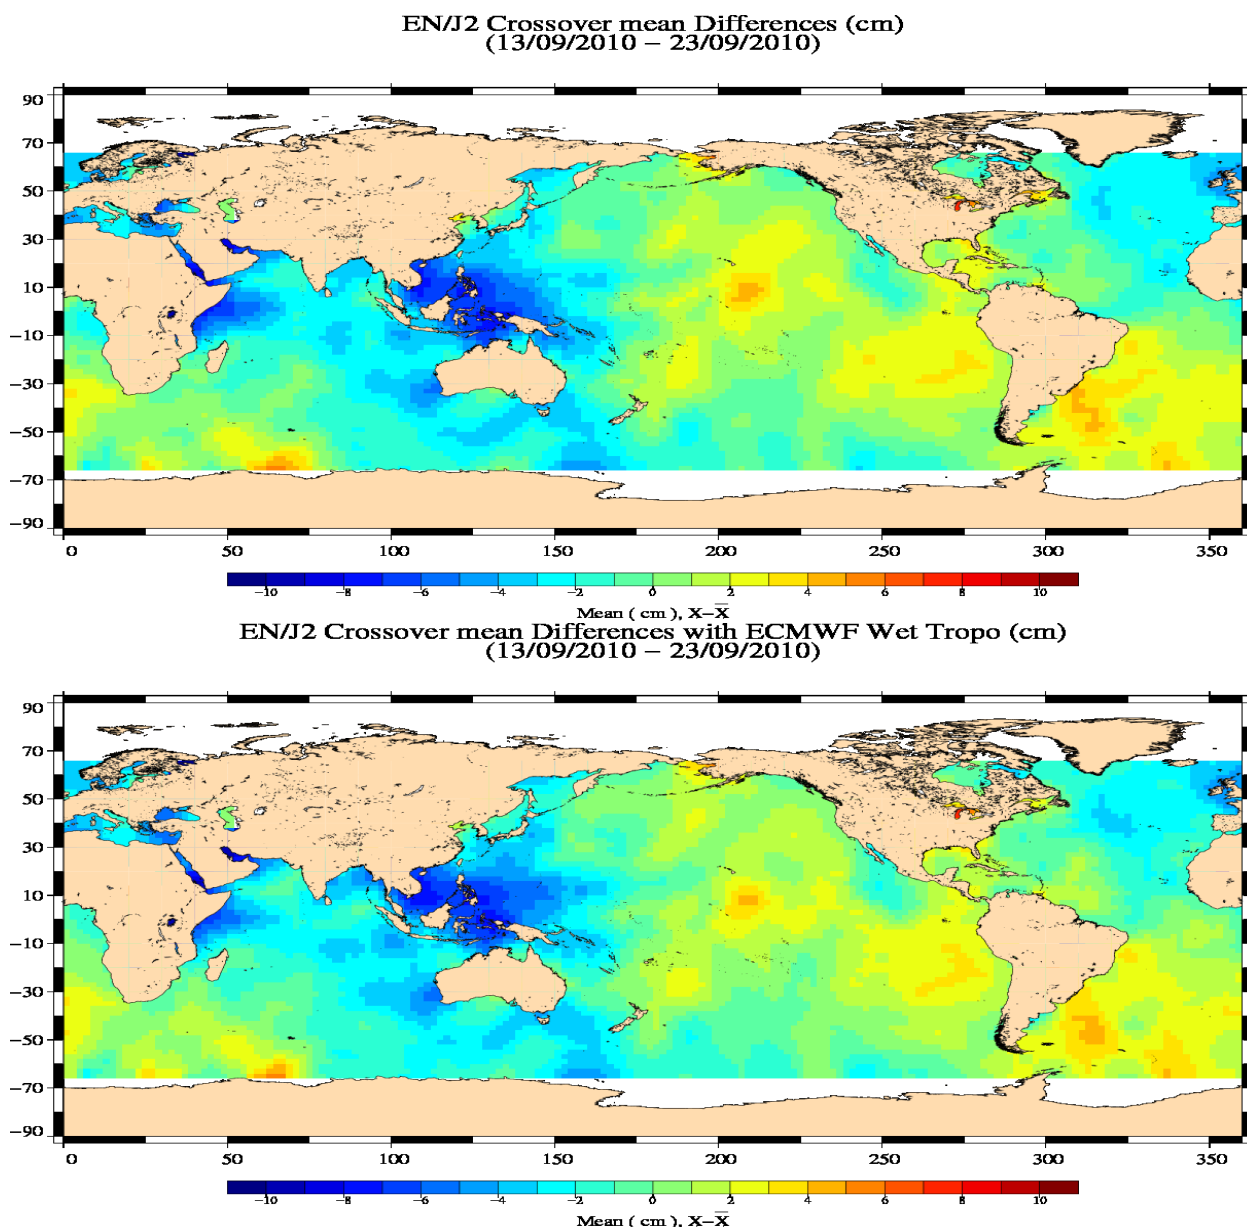 EN/J2 Crossover mean Differences (cm)
(13/09/2010 – 23/09/2010)
90
70
50
30
10
−10
−30
−50
−70
−90
0 50 100 150 200 250 300 350
−10 −8 −6 −4 −2 0 2 4 6 8 10
Mean ( cm ), X−X̅
EN/J2 Crossover mean Differences with ECMWF Wet Tropo (cm)
(13/09/2010 – 23/09/2010)
90
70
50
30
10
−10
−30
−50
−70
−90
0 50 100 150 200 250 300 350
−10 −8 −6 −4 −2 0 2 4 6 8 10
Mean ( cm ), X−X̅